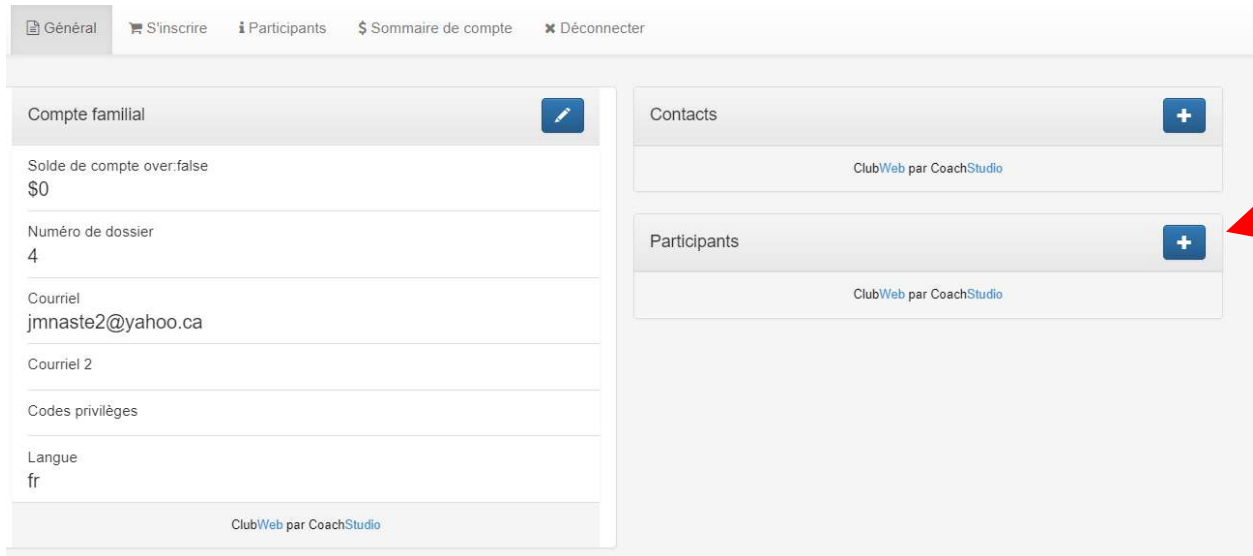 Général S'inscrire Participants $ Sommaire de compte Déconnecter
Compte familial
Solde de compte over:false
$0
Numéro de dossier
4
Courriel
jmnaste2@yahoo.ca
Courriel 2
Codes privilèges
Langue
fr
ClubWeb par CoachStudio
Contacts
ClubWeb par CoachStudio
Participants
ClubWeb par CoachStudio